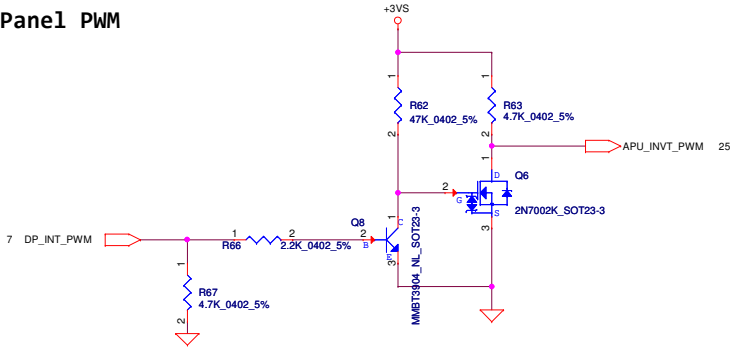 Panel PWM
+3VS
1
1
R62
47K_0402_5%
2
R63
4.7K_0402_5%
2
APU_INVT_PWM 25
1
D
Q6
2
G
S
2N7002K_SOT23-3
3
1
C
Q8
7 DP_INT_PWM
1
R66
2
2.2K_0402_5%
2
B
E
3
MMBT3904_NL_SOT23-3
1
R67
4.7K_0402_5%
2